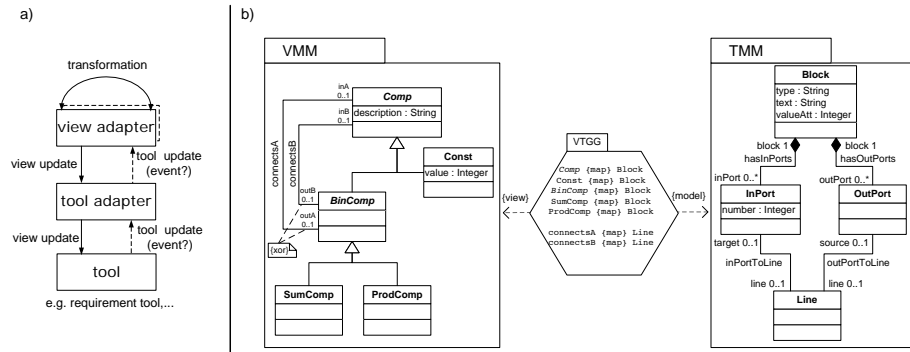 a)
transformation
view adapter
view update
tool update
(event?)
tool adapter
view update
tool update
(event?)
tool
e.g. requirement tool,...
b)
VMM
Comp
description : String
inA
0..1
inB
0..1
connectsA
connectsB
Const
value : Integer
outB
0..1
outA
0..1
BinComp
{xor}
SumComp
ProdComp
VTGG
Comp {map} Block
Const {map} Block
BinComp {map} Block
SumComp {map} Block
ProdComp {map} Block
connectsA {map} Line
connectsB {map} Line
{view}
{model}
TMM
Block
type : String
text : String
valueAtt : Integer
block 1
hasInPorts
block 1
hasOutPorts
inPort 0..*
outPort 0..*
InPort
number : Integer
OutPort
target 0..1
source 0..1
inPortToLine
outPortToLine
line 0..1
line 0..1
Line